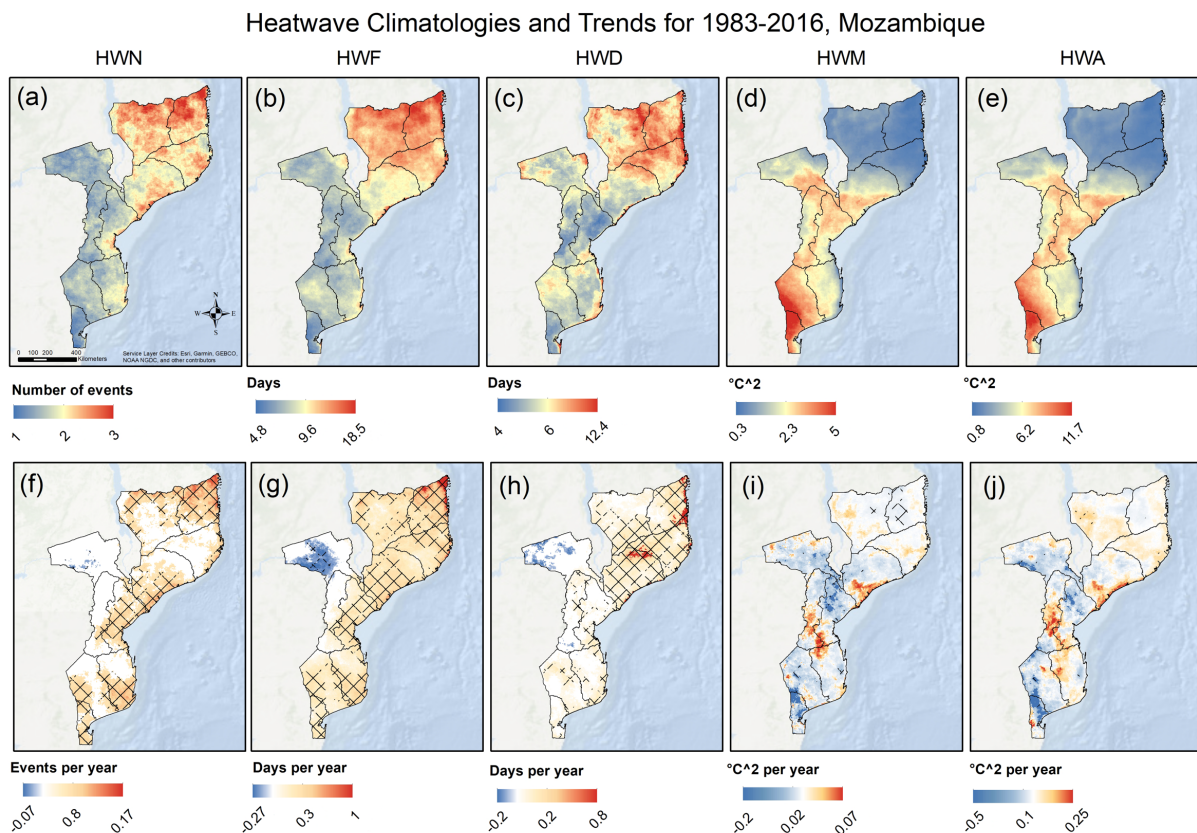 Heatwave Climatologies and Trends for 1983-2016, Mozambique
HWN HWF HWD HWM HWA
(a) (b) (c) (d) (e)
N
W E
S
0 100 200 400
Kilometers
Service Layer Credits: Esri, Garmin, GEBCO,
NOAA NGDC, and other contributors
Number of events
1 2 3
Days
4.8 9.6 18.5
Days
4 6 12.4
°C^2
0.3 2.3 5
°C^2
0.8 6.2 11.7
(f) (g) (h) (i) (j)
Events per year
-0.07 0.8 0.17
Days per year
-0.27 0.3 1
Days per year
-0.2 0.2 0.8
°C^2 per year
-0.2 0.02 0.07
°C^2 per year
-0.5 0.1 0.25